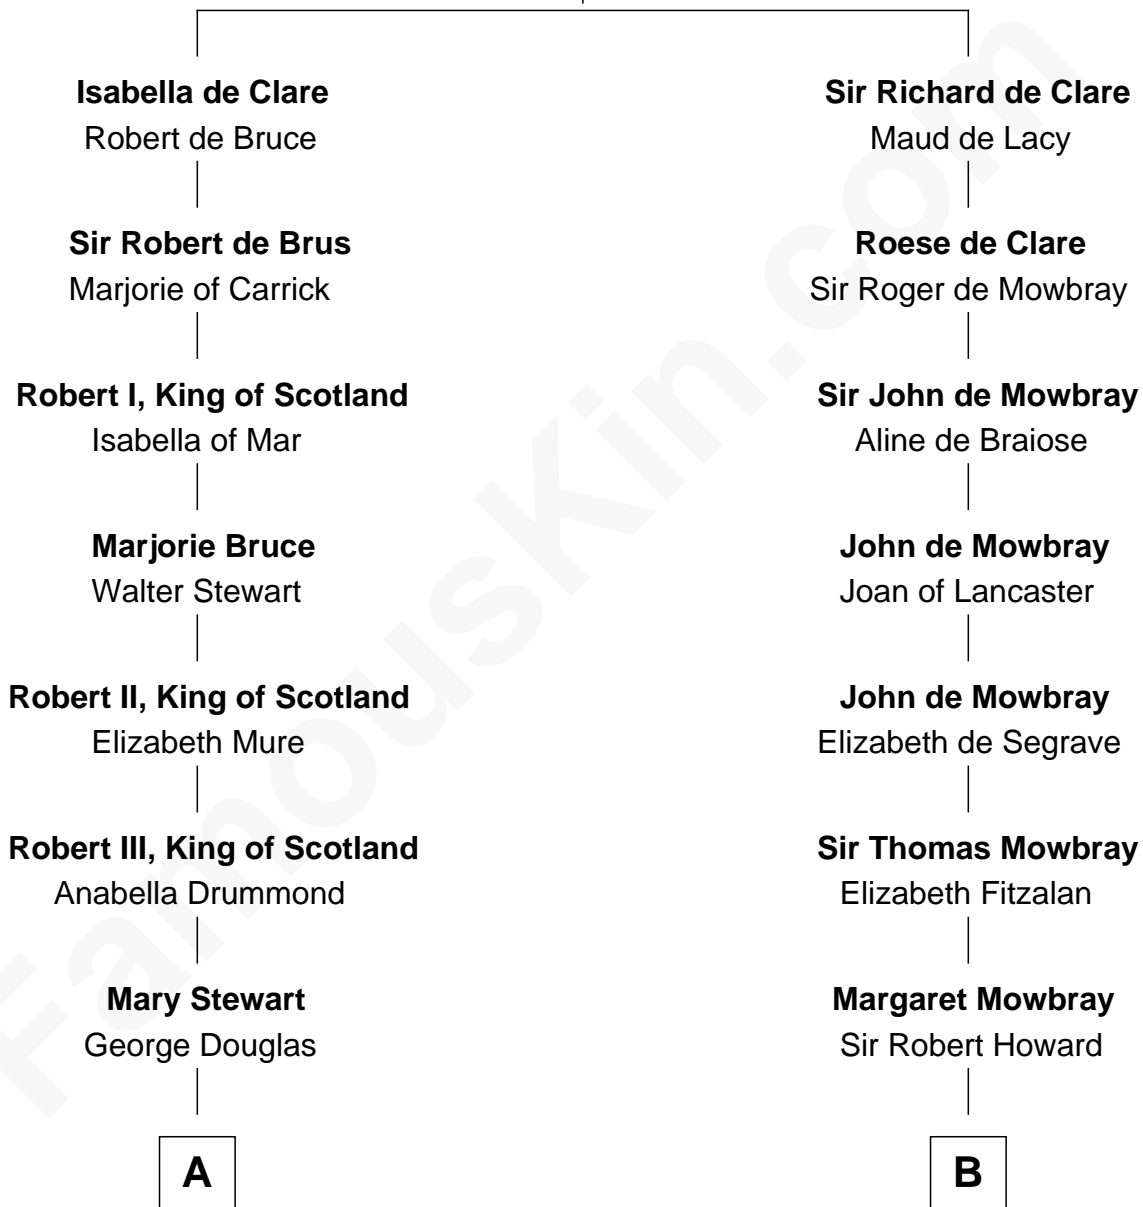 Isabella de Clare
Robert de Bruce
Sir Robert de Brus
Marjorie of Carrick
Robert I, King of Scotland
Isabella of Mar
Marjorie Bruce
Walter Stewart
Robert II, King of Scotland
Elizabeth Mure
Robert III, King of Scotland
Anabella Drummond
Mary Stewart
George Douglas
A
Sir Richard de Clare
Maud de Lacy
Roese de Clare
Sir Roger de Mowbray
Sir John de Mowbray
Aline de Braiose
John de Mowbray
Joan of Lancaster
John de Mowbray
Elizabeth de Segrave
Sir Thomas Mowbray
Elizabeth Fitzalan
Margaret Mowbray
Sir Robert Howard
B
FamousKin.com